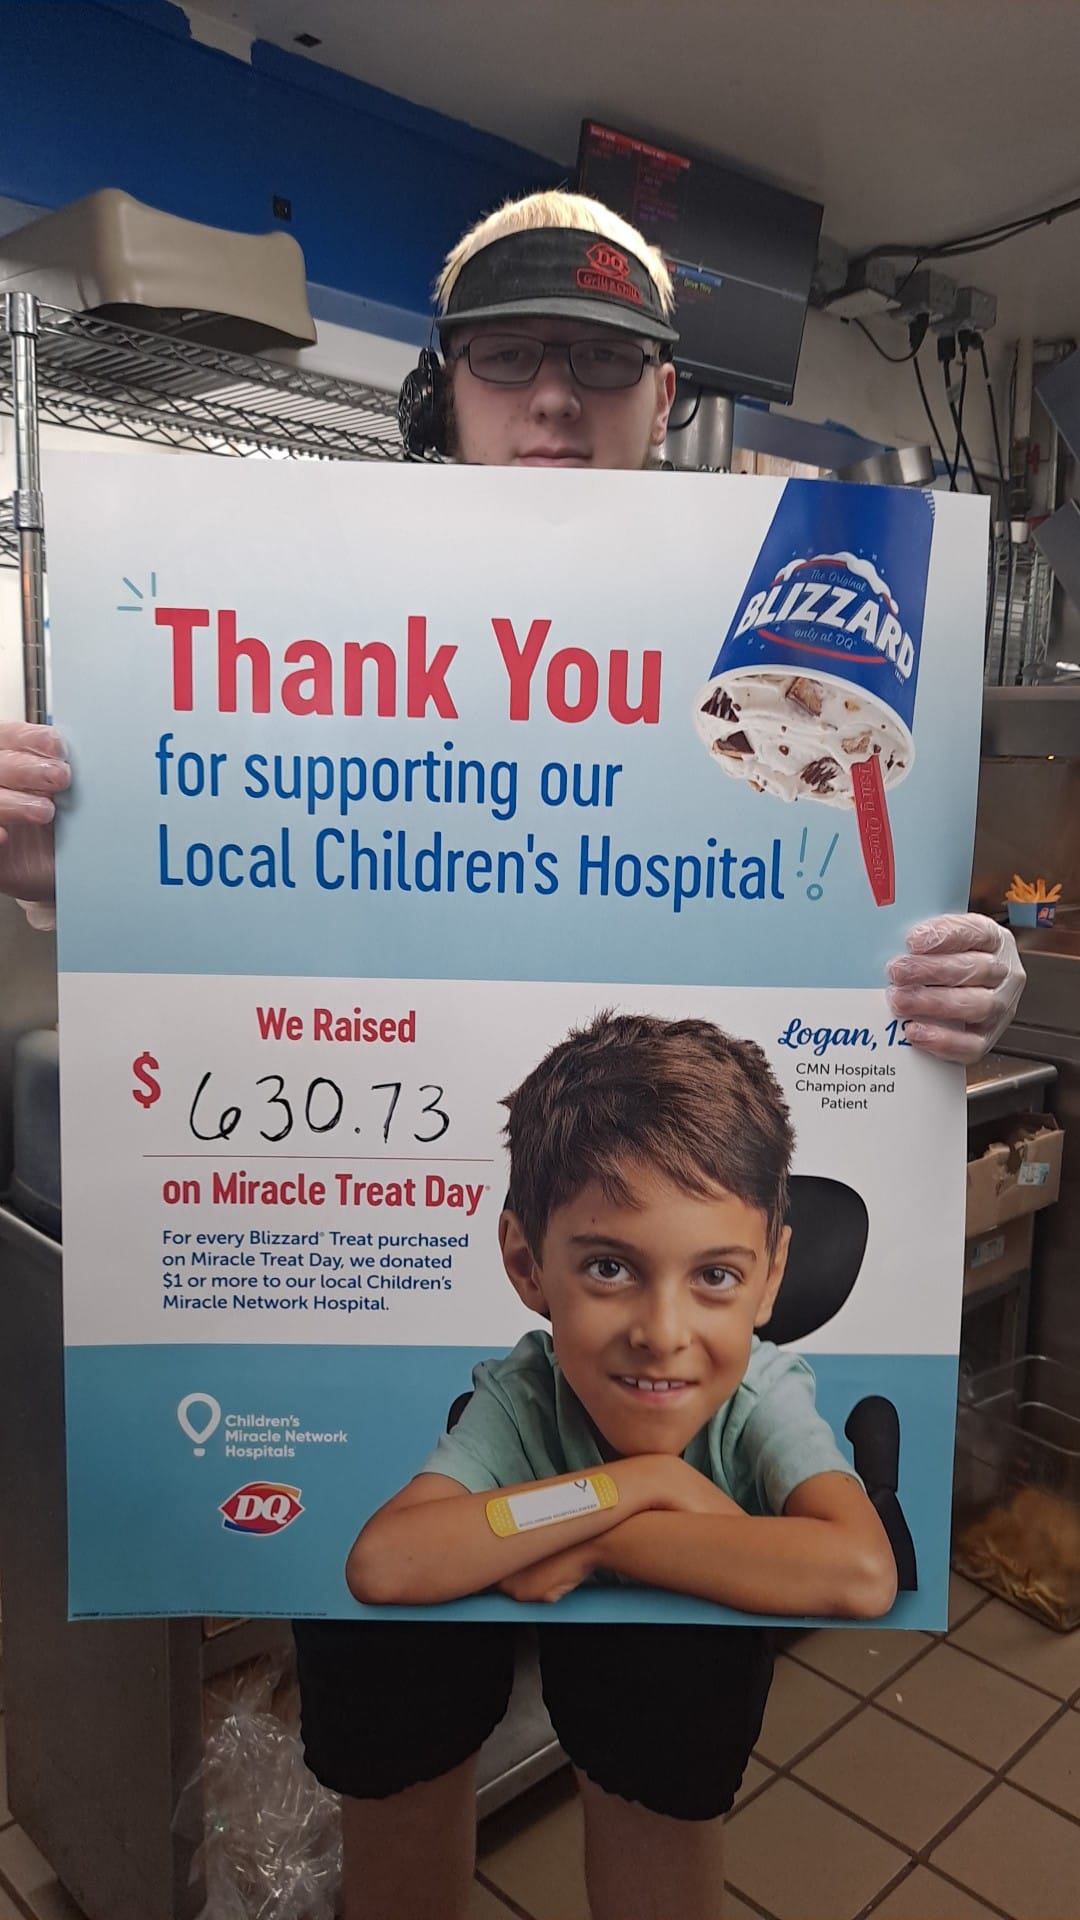 DQ
Grill & Chill
Drive Thru
acer
The Original
BLIZZARD
only at DQ
Dairy Queen
Thank You
for supporting our
Local Children's Hospital!!
We Raised
$ 630.73
on Miracle Treat Day
For every Blizzard® Treat purchased
on Miracle Treat Day, we donated
$1 or more to our local Children's
Miracle Network Hospital.
Logan, 12
CMN Hospitals
Champion and
Patient
Children's
Miracle Network
Hospitals
DQ